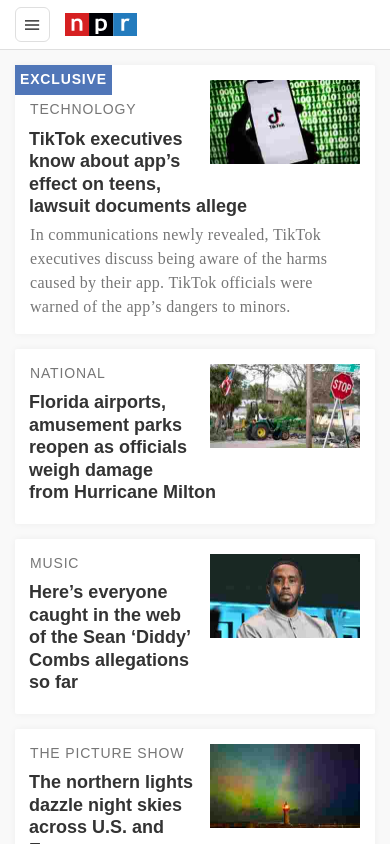 npr
EXCLUSIVE
TECHNOLOGY
TikTok executives
know about app’s
effect on teens,
lawsuit documents allege
In communications newly revealed, TikTok
executives discuss being aware of the harms
caused by their app. TikTok officials were
warned of the app’s dangers to minors.
TikTok
NATIONAL
Florida airports,
amusement parks
reopen as officials
weigh damage
from Hurricane Milton
STOP
MUSIC
Here’s everyone
caught in the web
of the Sean ‘Diddy’
Combs allegations
so far
THE PICTURE SHOW
The northern lights
dazzle night skies
across U.S. and